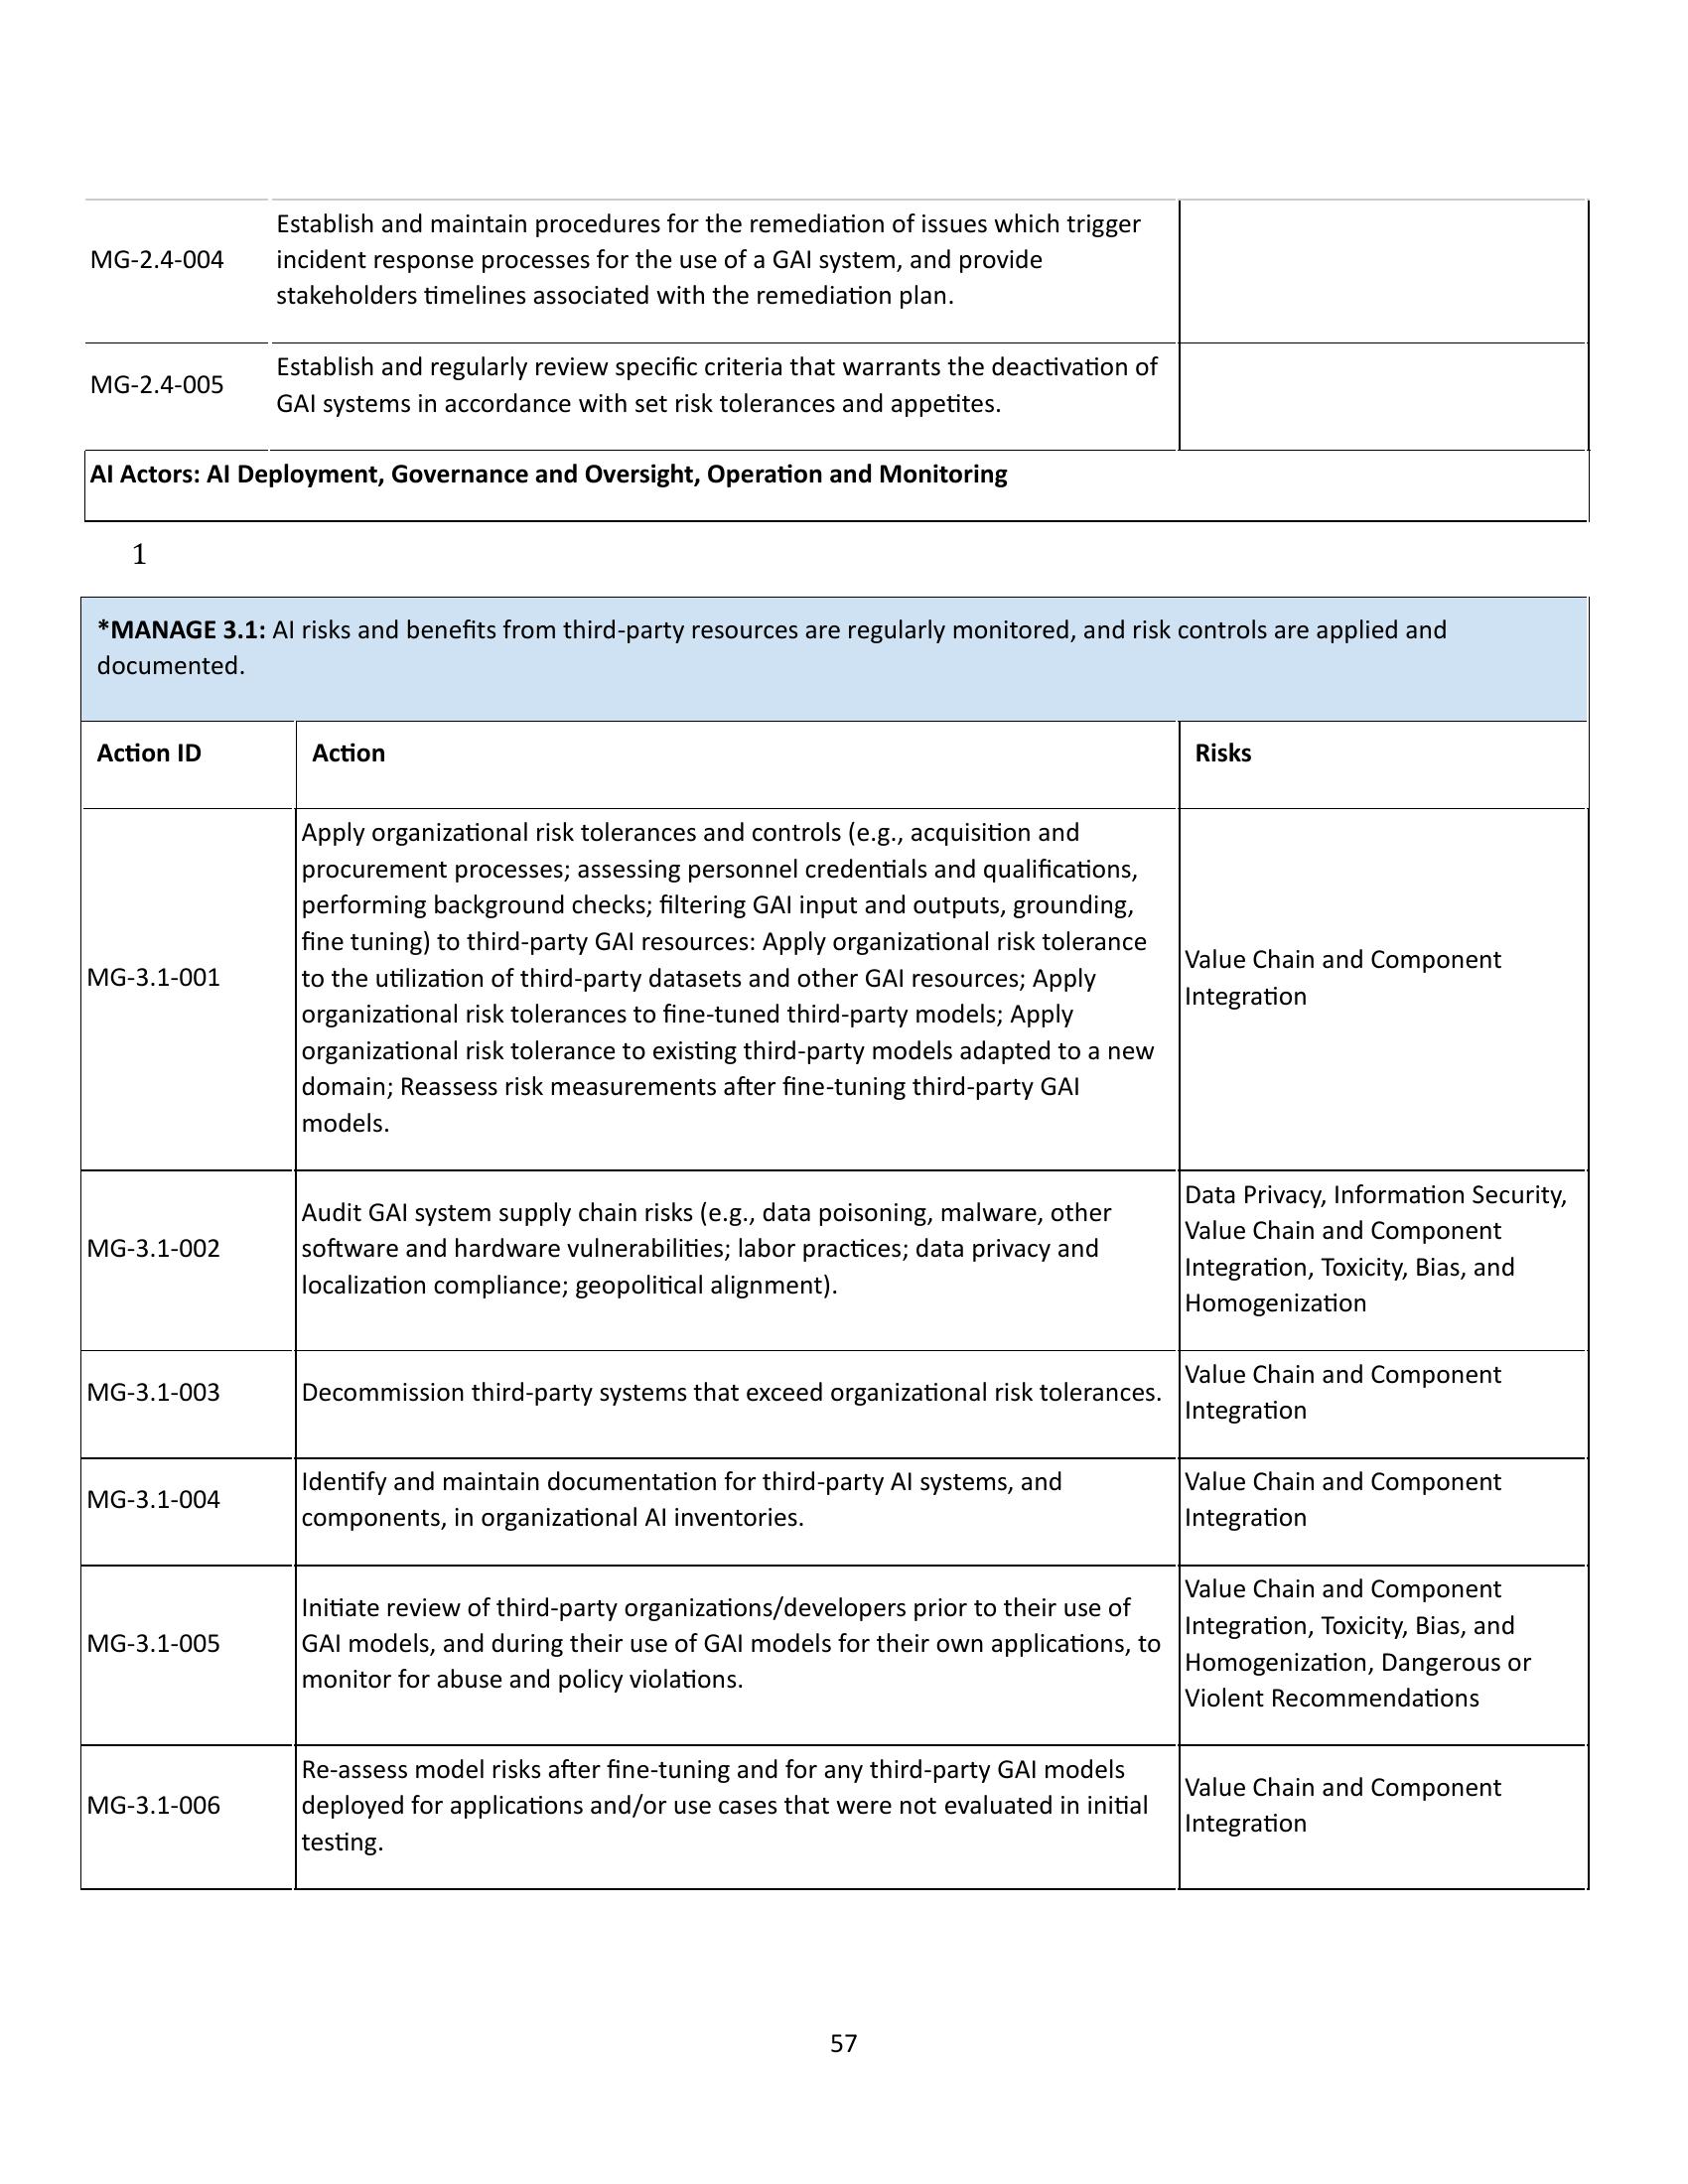 MG-2.4-004
Establish and maintain procedures for the remediation of issues which trigger
incident response processes for the use of a GAI system, and provide
stakeholders timelines associated with the remediation plan.
MG-2.4-005
Establish and regularly review specific criteria that warrants the deactivation of
GAI systems in accordance with set risk tolerances and appetites.
AI Actors: AI Deployment, Governance and Oversight, Operation and Monitoring
1
*MANAGE 3.1: AI risks and benefits from third-party resources are regularly monitored, and risk controls are applied and
documented.
Action ID
Action
Risks
MG-3.1-001
Apply organizational risk tolerances and controls (e.g., acquisition and
procurement processes; assessing personnel credentials and qualifications,
performing background checks; filtering GAI input and outputs, grounding,
fine tuning) to third-party GAI resources: Apply organizational risk tolerance
to the utilization of third-party datasets and other GAI resources; Apply
organizational risk tolerances to fine-tuned third-party models; Apply
organizational risk tolerance to existing third-party models adapted to a new
domain; Reassess risk measurements after fine-tuning third-party GAI
models.
Value Chain and Component
Integration
MG-3.1-002
Audit GAI system supply chain risks (e.g., data poisoning, malware, other
software and hardware vulnerabilities; labor practices; data privacy and
localization compliance; geopolitical alignment).
Data Privacy, Information Security,
Value Chain and Component
Integration, Toxicity, Bias, and
Homogenization
MG-3.1-003
Decommission third-party systems that exceed organizational risk tolerances.
Value Chain and Component
Integration
MG-3.1-004
Identify and maintain documentation for third-party AI systems, and
components, in organizational AI inventories.
Value Chain and Component
Integration
MG-3.1-005
Initiate review of third-party organizations/developers prior to their use of
GAI models, and during their use of GAI models for their own applications, to
monitor for abuse and policy violations.
Value Chain and Component
Integration, Toxicity, Bias, and
Homogenization, Dangerous or
Violent Recommendations
MG-3.1-006
Re-assess model risks after fine-tuning and for any third-party GAI models
deployed for applications and/or use cases that were not evaluated in initial
testing.
Value Chain and Component
Integration
57